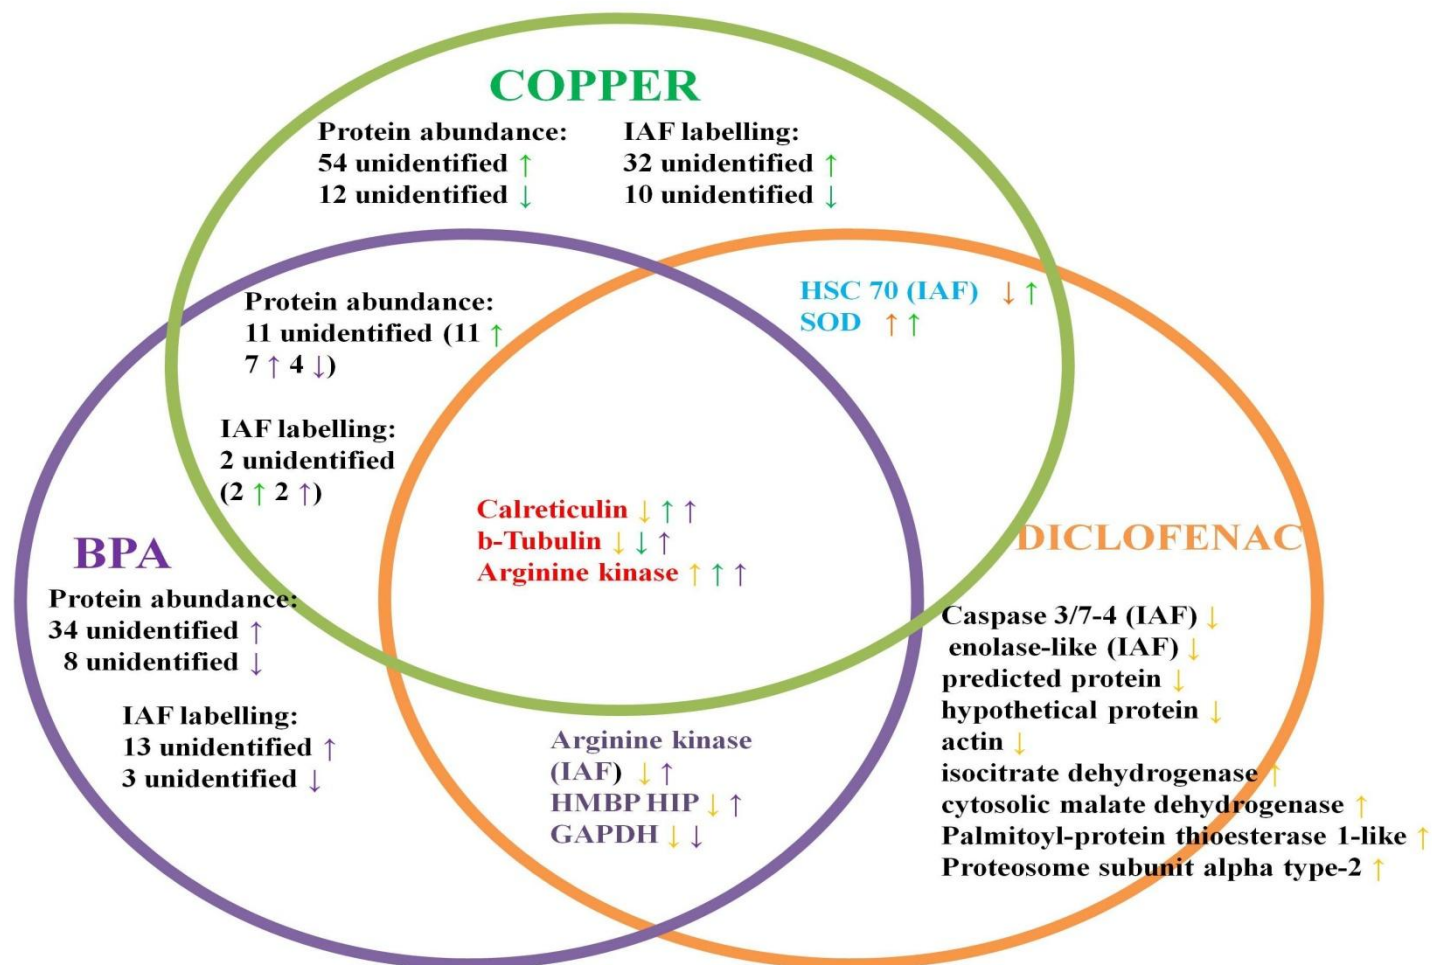 COPPER
Protein abundance:
54 unidentified ↑
12 unidentified ↓
IAF labelling:
32 unidentified ↑
10 unidentified ↓
Protein abundance:
11 unidentified (11 ↑
7 ↑ 4 ↓)
IAF labelling:
2 unidentified
(2 ↑ 2 ↑)
HSC 70 (IAF) ↓ ↑
SOD ↑ ↑
Calreticulin ↓ ↑ ↑
b-Tubulin ↓ ↓ ↑
Arginine kinase ↑ ↑ ↑
BPA
Protein abundance:
34 unidentified ↑
8 unidentified ↓
IAF labelling:
13 unidentified ↑
3 unidentified ↓
Arginine kinase
(IAF) ↓ ↑
HMBP HIP ↓ ↑
GAPDH ↓ ↓
DICLOFENAC
Caspase 3/7-4 (IAF) ↓
enolase-like (IAF) ↓
predicted protein ↓
hypothetical protein ↓
actin ↓
isocitrate dehydrogenase ↑
cytosolic malate dehydrogenase ↑
Palmitoyl-protein thioesterase 1-like ↑
Proteosome subunit alpha type-2 ↑